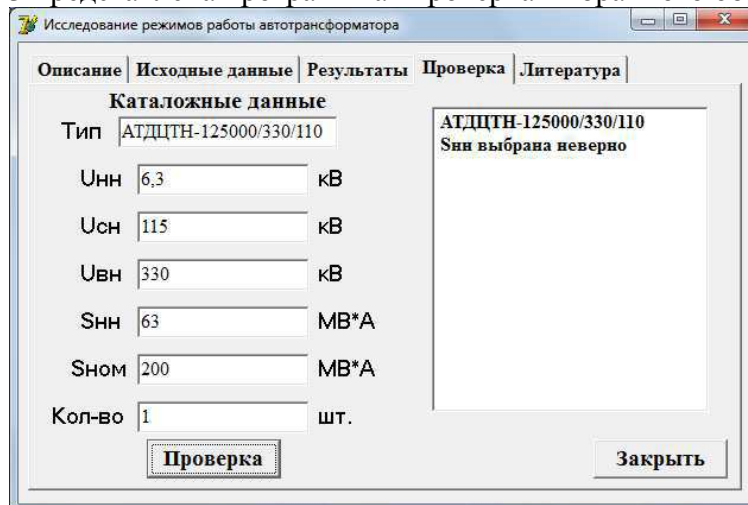 Исследование режимов работы автотрансформатора
Описание Исходные данные Результаты Проверка Литература
Каталожные данные
Тип АТДЦТН-125000/330/110
Uнн 6,3 кВ
Uсн 115 кВ
Uвн 330 кВ
Sнн 63 МВ*А
Sном 200 МВ*А
Кол-во 1 шт.
Проверка
АТДЦТН-125000/330/110
Sнн выбрана неверно
Закрыть